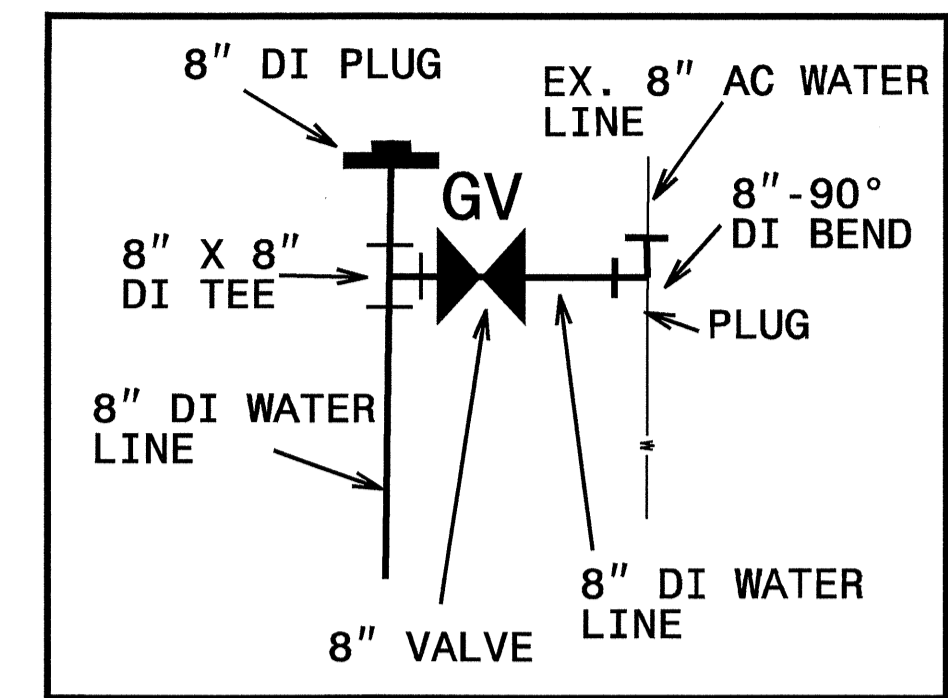 8" DI PLUG
EX. 8" AC WATER
LINE
GV
8"-90°
DI BEND
8" X 8"
DI TEE
PLUG
8" DI WATER
LINE
8" DI WATER
LINE
8" VALVE